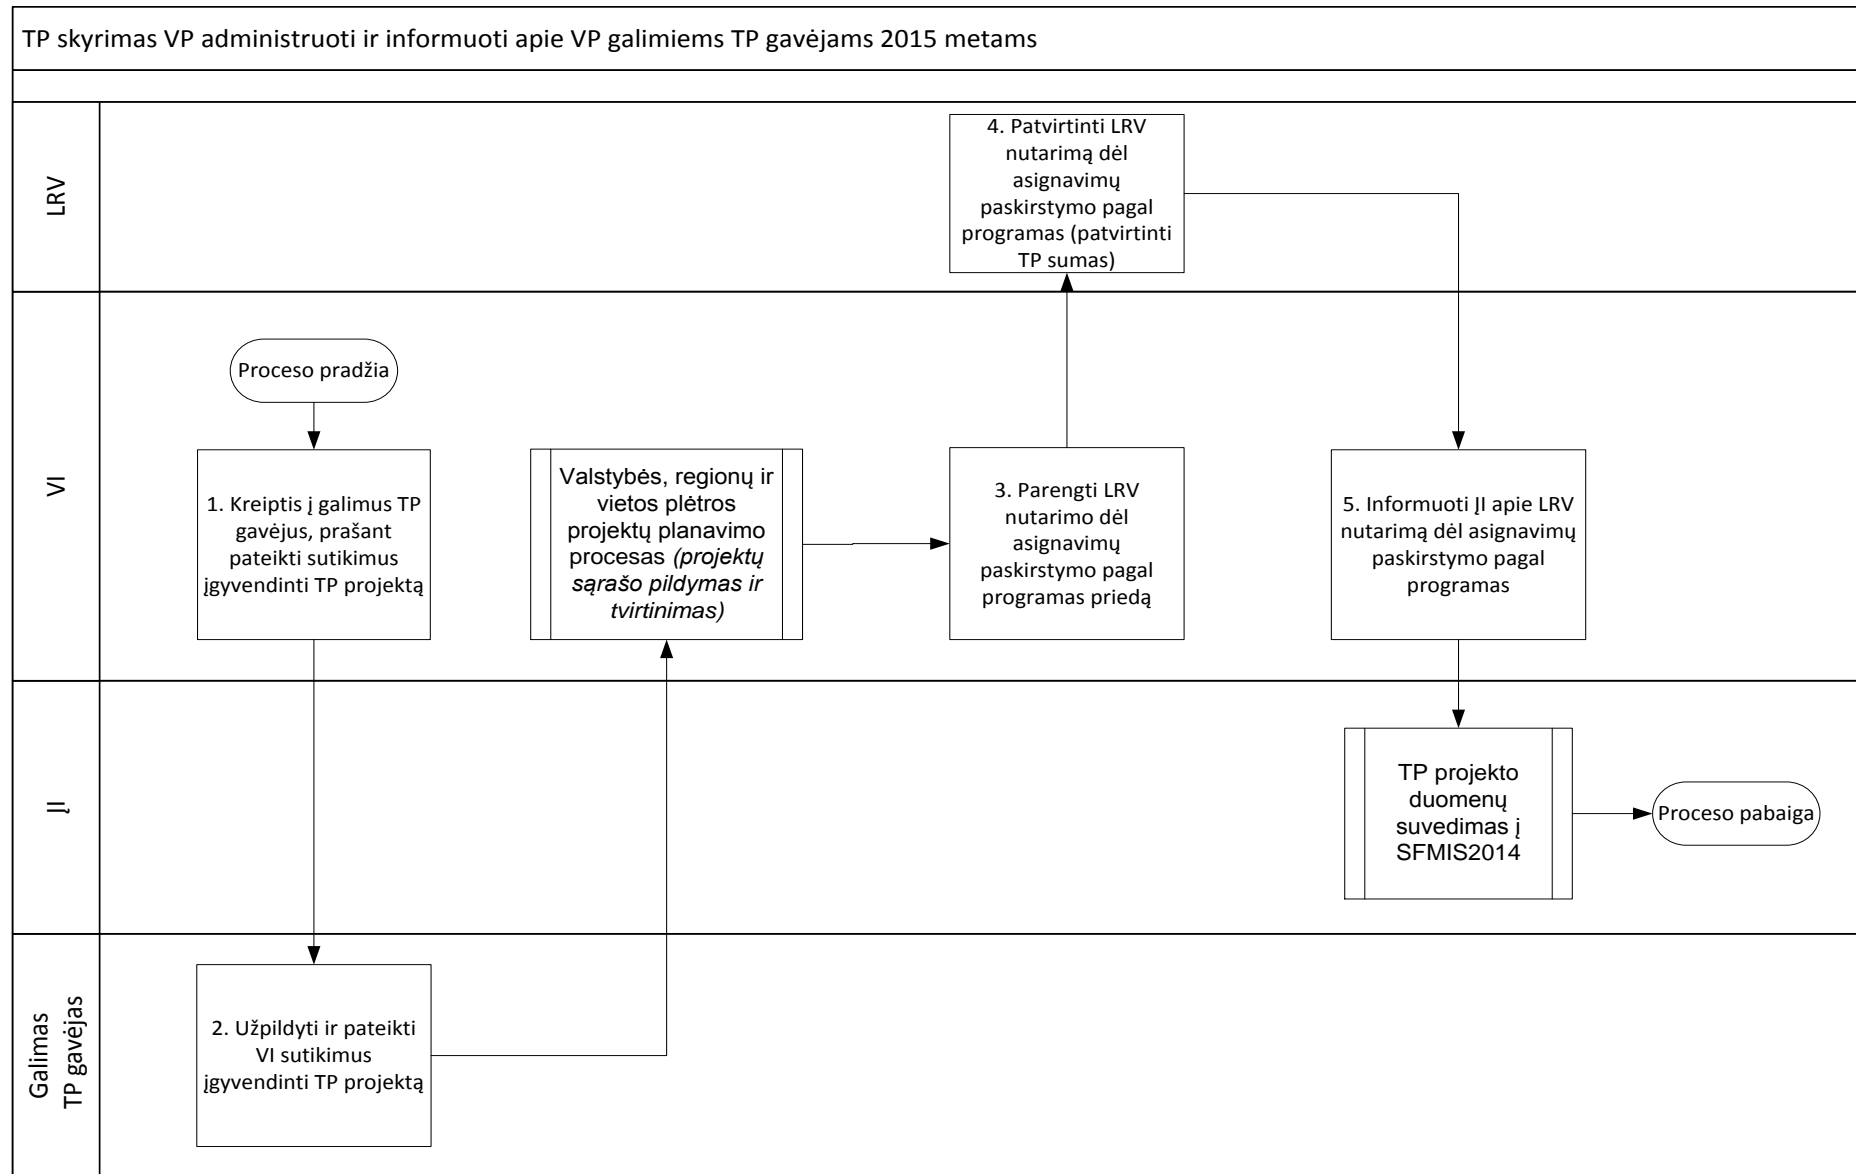 TP skyrimas VP administruoti ir informuoti apie VP galimiems TP gavėjams 2015 metams
LRV
4. Patvirtinti LRV
nutarimą dėl
asignavimų
paskirstymo pagal
programas (patvirtinti
TP sumas)
VI
Proceso pradžia
1. Kreiptis į galimus TP
gavėjus, prašant
pateikti sutikimus
įgyvendinti TP projektą
Valstybės, regionų ir
vietos plėtros
projektų planavimo
procesas (projektų
sąrašo pildymas ir
tvirtinimas)
3. Parengti LRV
nutarimo dėl
asignavimų
paskirstymo pagal
programas priedą
5. Informuoti ĮI apie LRV
nutarimą dėl asignavimų
paskirstymo pagal
programas
ĮI
TP projekto
duomenų
suvedimas į
SFMIS2014
Proceso pabaiga
Galimas
TP gavėjas
2. Užpildyti ir pateikti
VI sutikimus
įgyvendinti TP projektą